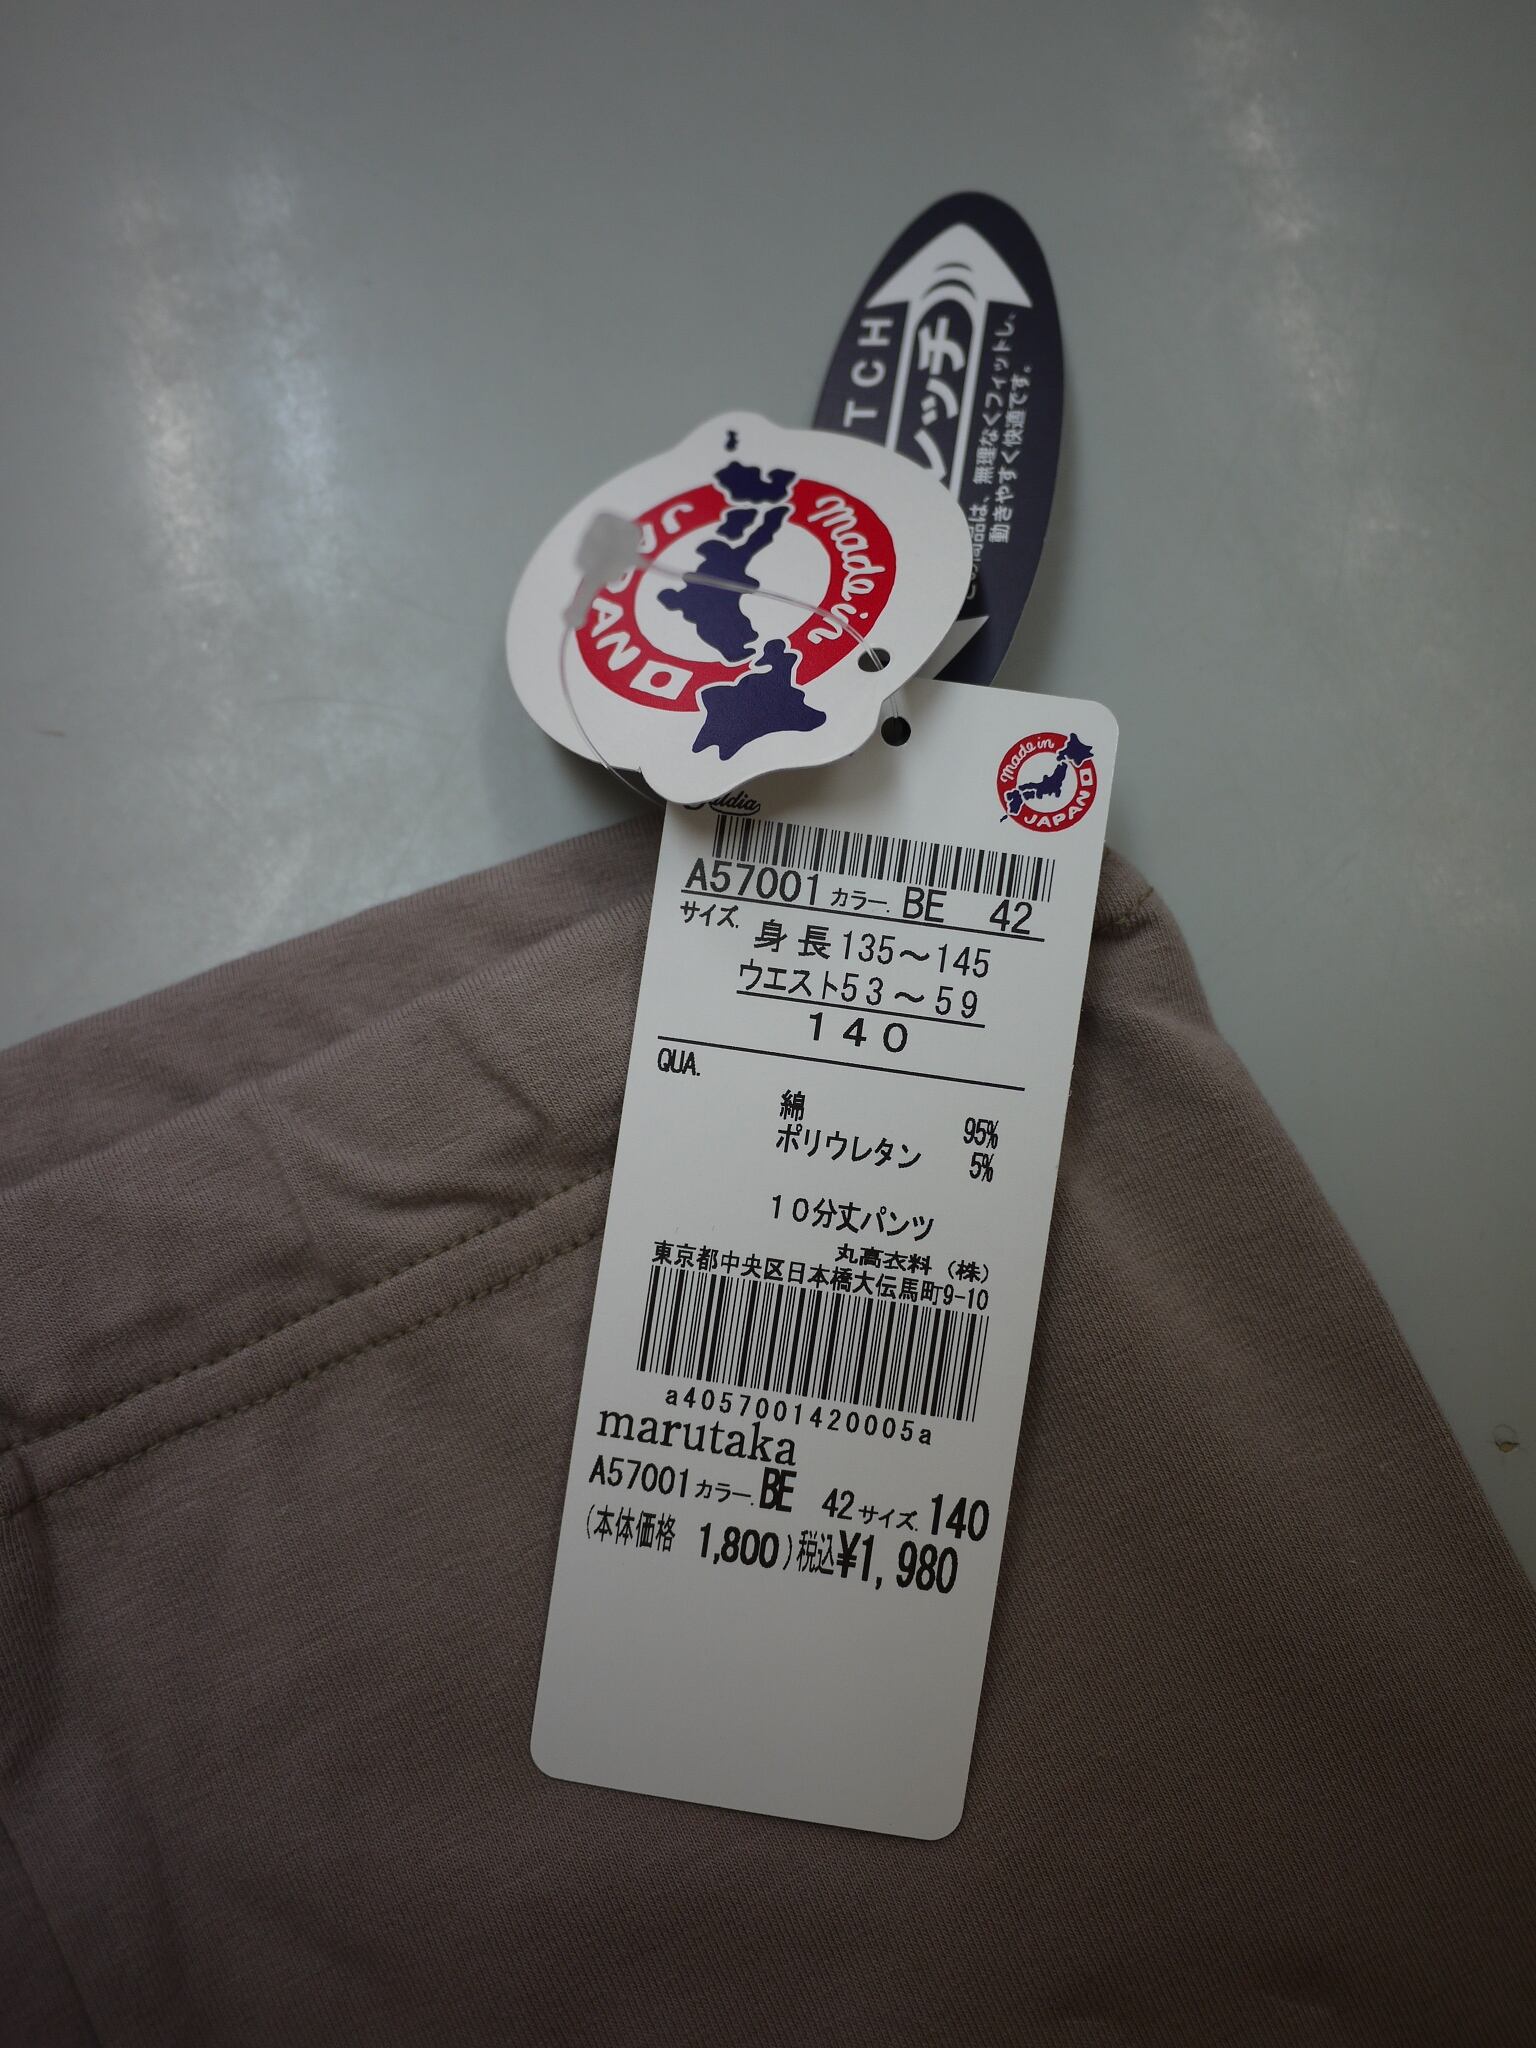 TCH
レッチ
商品は、無理なくフィットし、
動きやすく快適です。
Made in
JAPAN
Made in
JAPAN
A57001 カラー. BE 42
サイズ. 身長135～145
ウエスト53～59
140
QUA.
綿 95%
ポリウレタン 5%
10分丈パンツ
丸高衣料（株）
東京都中央区日本橋大伝馬町9-10
a4057001420005a
marutaka
A57001 カラー. BE 42 サイズ. 140
(本体価格 1,800) 税込¥1,980